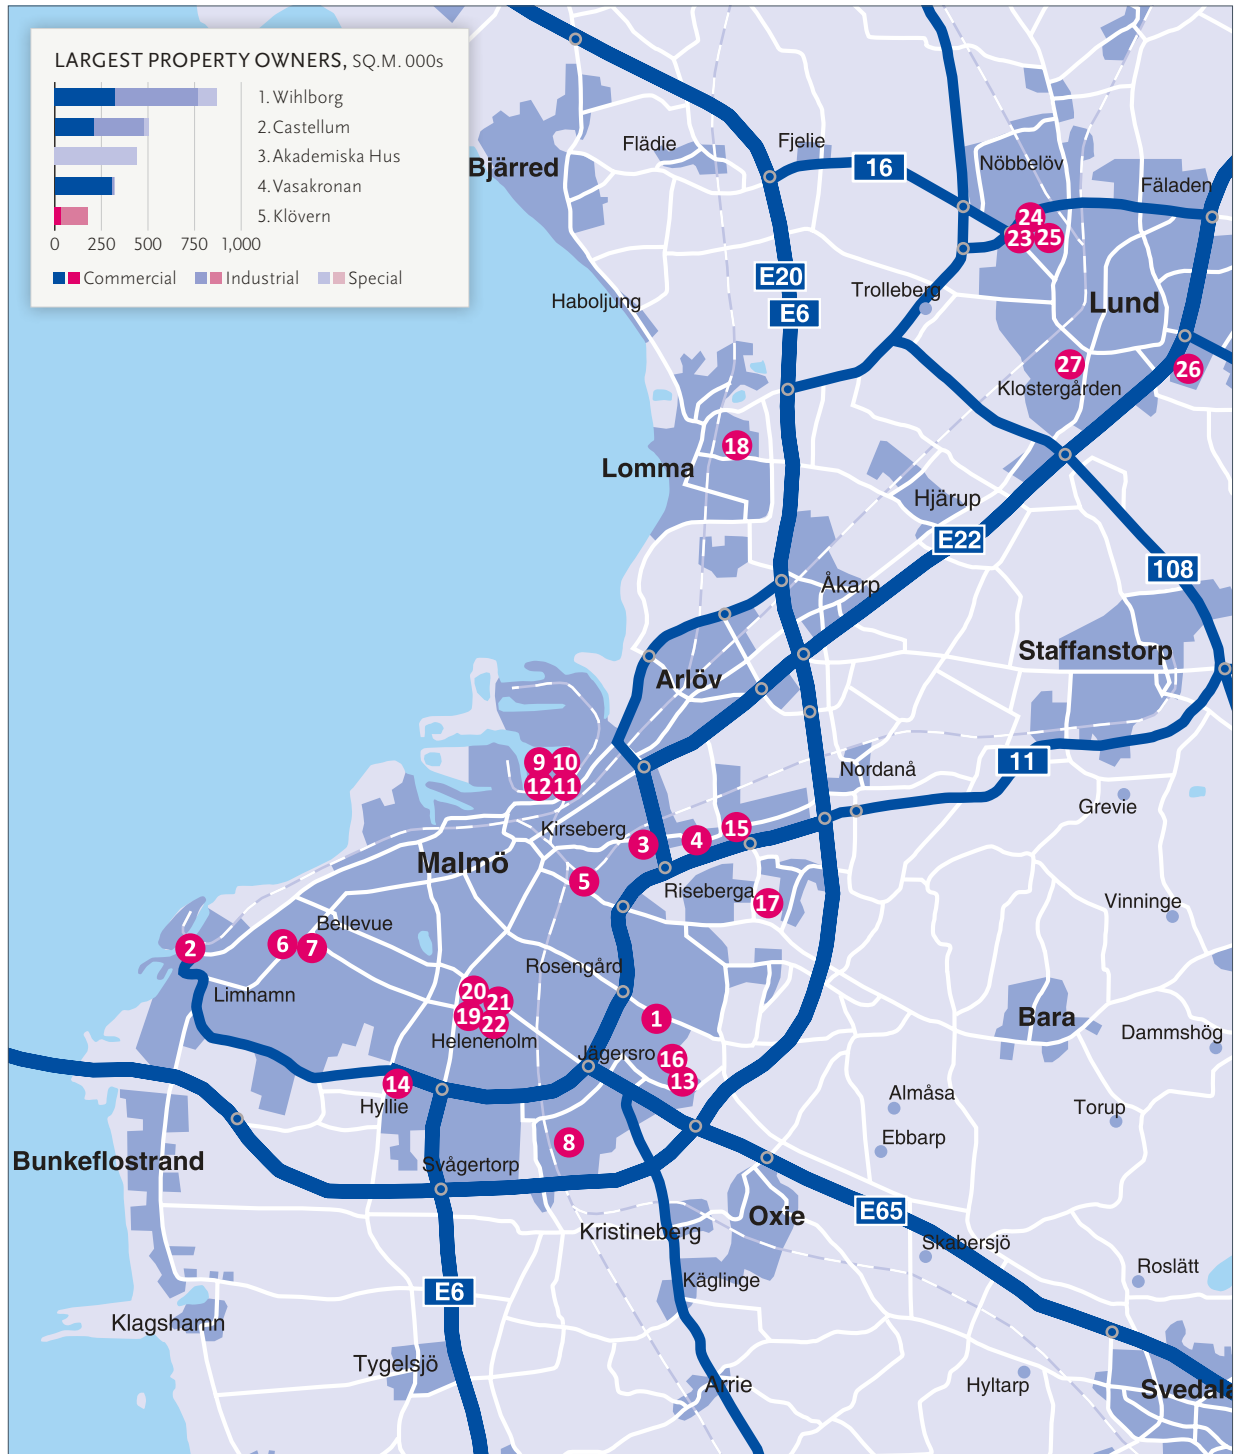 LARGEST PROPERTY OWNERS, SQ.M. 000s
1. Wihlborg
2. Castellum
3. Akademiska Hus
4. Vasakronan
5. Klövern
0 250 500 750 1,000
Commercial Industrial Special
Bjärred
Flädie
Fjelie
16
Nöbbelöv
Fäladen
24
23 25
E20
E6
Haboljung
Trolleberg
Lund
27
26
Klostergården
18
Lomma
Hjärup
E22
108
Åkarp
Staffanstorp
Arlöv
9 10
12 11
11
Nordanå
Grevie
Kirseberg
3
4
15
Malmö
5
Riseberga
17
Vinninge
2
6
7
Bellevue
Limhamn
Rosengård
20
21
19
22
Heleneholm
1
Bara
Dammshög
Jägersro
16
13
14
Hyllie
Almåsa
Torup
8
Ebbarp
Bunkeflostrand
Svågertorp
Oxie
E65
Kristineberg
Skabersjö
Roslätt
Käglinge
E6
Klagshamn
Tygelsjö
Arrie
Hyltarp
Svedala